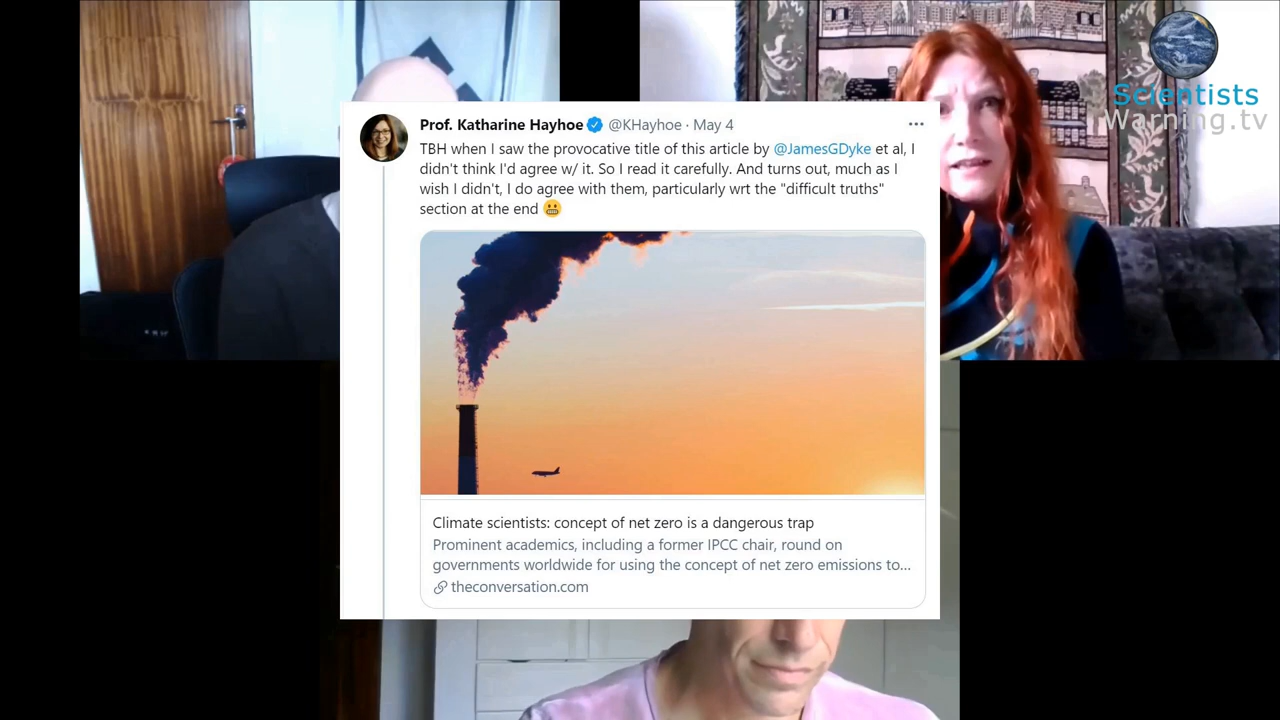 Scientists
Warning.tv
Prof. Katharine Hayhoe @KHayhoe · May 4
TBH when I saw the provocative title of this article by @JamesGDyke et al, I
didn't think I'd agree w/ it. So I read it carefully. And turns out, much as I
wish I didn't, I do agree with them, particularly wrt the "difficult truths"
section at the end 😬
Climate scientists: concept of net zero is a dangerous trap
Prominent academics, including a former IPCC chair, round on
governments worldwide for using the concept of net zero emissions to...
theconversation.com